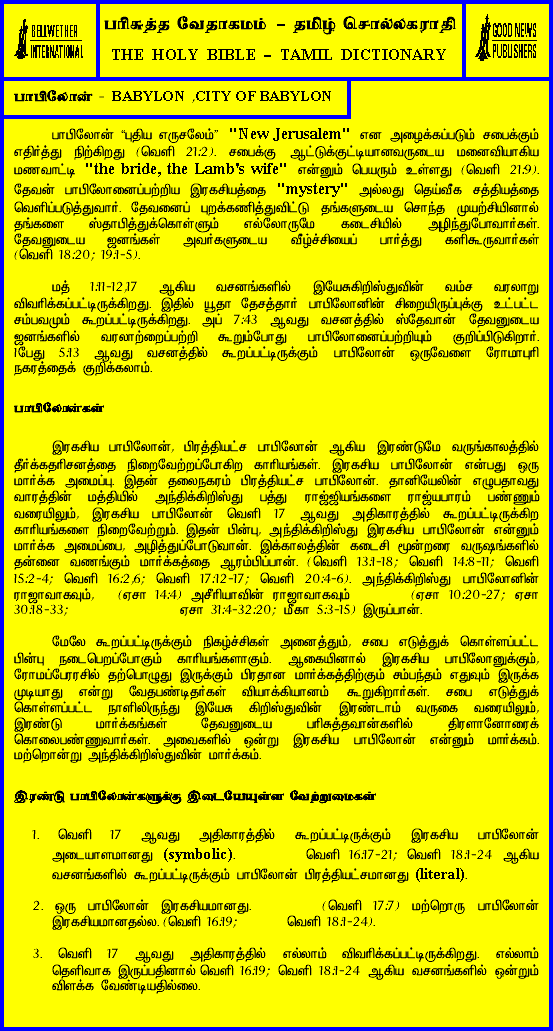 BELLWETHER
INTERNATIONAL
பரிசுத்த வேதாகமம் – தமிழ் சொல்லகராதி
THE HOLY BIBLE – TAMIL DICTIONARY
GOOD NEWS
PUBLISHERS
பாபிலோன் – BABYLON ,CITY OF BABYLON
பாபிலோன் “புதிய எருசலேம்” "New Jerusalem" என அழைக்கப்படும் சபைக்கும்
எதிர்த்து நிற்கிறது (வெளி 21:2). சபைக்கு ஆட்டுக்குட்டியானவருடைய மனைவியாகிய
மணவாட்டி "the bride, the Lamb's wife" என்னும் பெயரும் உள்ளது (வெளி 21:9).
தேவன் பாபிலோனைப்பற்றிய இரகசியத்தை "mystery" அல்லது தெய்வீக சத்தியத்தை
வெளிப்படுத்துவார். தேவனைப் புறக்கணித்துவிட்டு தங்களுடைய சொந்த முயற்சியினால்
தங்களை ஸ்தாபித்துக்கொள்ளும் எல்லோருமே கடைசியில் அழிந்துபோவார்கள்.
தேவனுடைய ஜனங்கள் அவர்களுடைய வீழ்ச்சியைப் பார்த்து களிகூருவார்கள்
(வெளி 18:20; 19:1-5).
மத் 1:11-12,17 ஆகிய வசனங்களில் இயேசுகிறிஸ்துவின் வம்ச வரலாறு
விவரிக்கப்பட்டிருக்கிறது. இதில் யூதா தேசத்தார் பாபிலோனின் சிறையிருப்புக்கு உட்பட்ட
சம்பவமும் கூறப்பட்டிருக்கிறது. அப் 7:43 ஆவது வசனத்தில் ஸ்தேவான் தேவனுடைய
ஜனங்களில் வரலாற்றைப்பற்றி கூறும்போது பாபிலோனைப்பற்றியும் குறிப்பிடுகிறார்.
1பேது 5:13 ஆவது வசனத்தில் கூறப்பட்டிருக்கும் பாபிலோன் ஒருவேளை ரோமாபுரி
நகரத்தைக் குறிக்கலாம்.
பாபிலோன்கள்
இரகசிய பாபிலோன், பிரத்தியட்ச பாபிலோன் ஆகிய இரண்டுமே வருங்காலத்தில்
தீர்க்கதரிசனத்தை நிறைவேற்றப்போகிற காரியங்கள். இரகசிய பாபிலோன் என்பது ஒரு
மார்க்க அமைப்பு. இதன் தலைநகரம் பிரத்தியட்ச பாபிலோன். தானியேலின் எழுபதாவது
வாரத்தின் மத்தியில் அந்திக்கிறிஸ்து பத்து ராஜ்ஜியங்களை ராஜ்யபாரம் பண்ணும்
வரையிலும், இரகசிய பாபிலோன் வெளி 17 ஆவது அதிகாரத்தில் கூறப்பட்டிருக்கிற
காரியங்களை நிறைவேற்றும். இதன் பின்பு, அந்திக்கிறிஸ்து இரகசிய பாபிலோன் என்னும்
மார்க்க அமைப்பை, அழித்துப்போடுவான். இக்காலத்தின் கடைசி மூன்றரை வருஷங்களில்
தன்னை வணங்கும் மார்க்கத்தை ஆரம்பிப்பான். (வெளி 13:1-18; வெளி 14:8-11; வெளி
15:2-4; வெளி 16:2,6; வெளி 17:12-17; வெளி 20:4-6). அந்திக்கிறிஸ்து பாபிலோனின்
ராஜாவாகவும், (ஏசா 14:4) அசீரியாவின் ராஜாவாகவும் (ஏசா 10:20-27; ஏசா
30:18-33; ஏசா 31:4-32:20; மீகா 5:3-15) இருப்பான்.
மேலே கூறப்பட்டிருக்கும் நிகழ்ச்சிகள் அனைத்தும், சபை எடுத்துக் கொள்ளப்பட்ட
பின்பு நடைபெறப்போகும் காரியங்களாகும். ஆகையினால் இரகசிய பாபிலோனுக்கும்,
ரோமப்பேரரசில் தற்பொழுது இருக்கும் பிரதான மார்க்கத்திற்கும் சம்பந்தம் எதுவும் இருக்க
முடியாது என்று வேதபண்டிதர்கள் வியாக்கியானம் கூறுகிறார்கள். சபை எடுத்துக்
கொள்ளப்பட்ட நாளிலிருந்து இயேசு கிறிஸ்துவின் இரண்டாம் வருகை வரையிலும்,
இரண்டு மார்க்கங்கள் தேவனுடைய பரிசுத்தவான்களில் திரளானோரைக்
கொலைபண்ணுவார்கள். அவைகளில் ஒன்று இரகசிய பாபிலோன் என்னும் மார்க்கம்.
மற்றொன்று அந்திக்கிறிஸ்துவின் மார்க்கம்.
இரண்டு பாபிலோன்களுக்கு இடையேயுள்ள வேற்றுமைகள்
1. வெளி 17 ஆவது அதிகாரத்தில் கூறப்பட்டிருக்கும் இரகசிய பாபிலோன்
அடையாளமானது (symbolic). வெளி 16:17-21; வெளி 18:1-24 ஆகிய
வசனங்களில் கூறப்பட்டிருக்கும் பாபிலோன் பிரத்தியட்சமானது (literal).
2. ஒரு பாபிலோன் இரகசியமானது. (வெளி 17:7) மற்றொரு பாபிலோன்
இரகசியமானதல்ல. (வெளி 16:19; வெளி 18:1-24).
3. வெளி 17 ஆவது அதிகாரத்தில் எல்லாம் விவரிக்கப்பட்டிருக்கிறது. எல்லாம்
தெளிவாக இருப்பதினால் வெளி 16:19; வெளி 18:1-24 ஆகிய வசனங்களில் ஒன்றும்
விளக்க வேண்டியதில்லை.